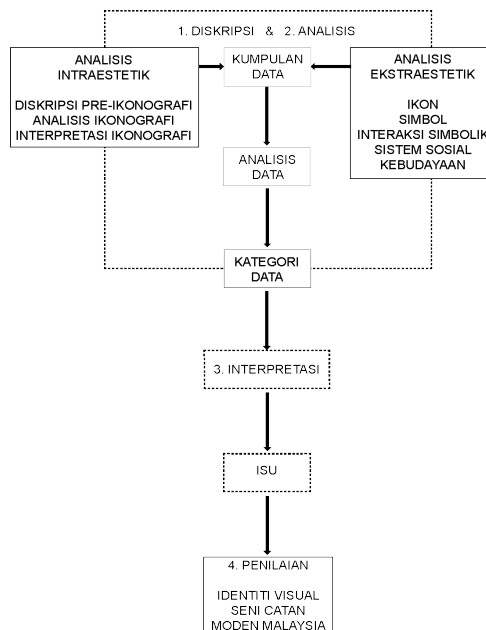 1. DISKRIPSI & 2. ANALISIS
ANALISIS
INTRAESTETIK
DISKRIPSI PRE-IKONOGRAFI
ANALISIS IKONOGRAFI
INTERPRETASI IKONOGRAFI
KUMPULAN
DATA
ANALISIS
EKSTRAESTETIK
IKON
SIMBOL
INTERAKSI SIMBOLIK
SISTEM SOSIAL
KEBUDAYAAN
ANALISIS
DATA
KATEGORI
DATA
3. INTERPRETASI
ISU
4. PENILAIAN
IDENTITI VISUAL
SENI CATAN
MODEN MALAYSIA